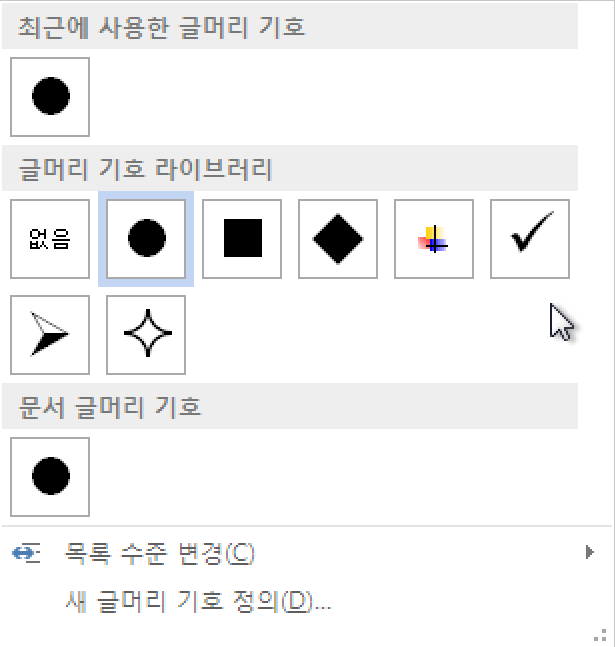 최근에 사용한 글머리 기호
글머리 기호 라이브러리
없음
문서 글머리 기호
목록 수준 변경(C)
새 글머리 기호 정의(D)...